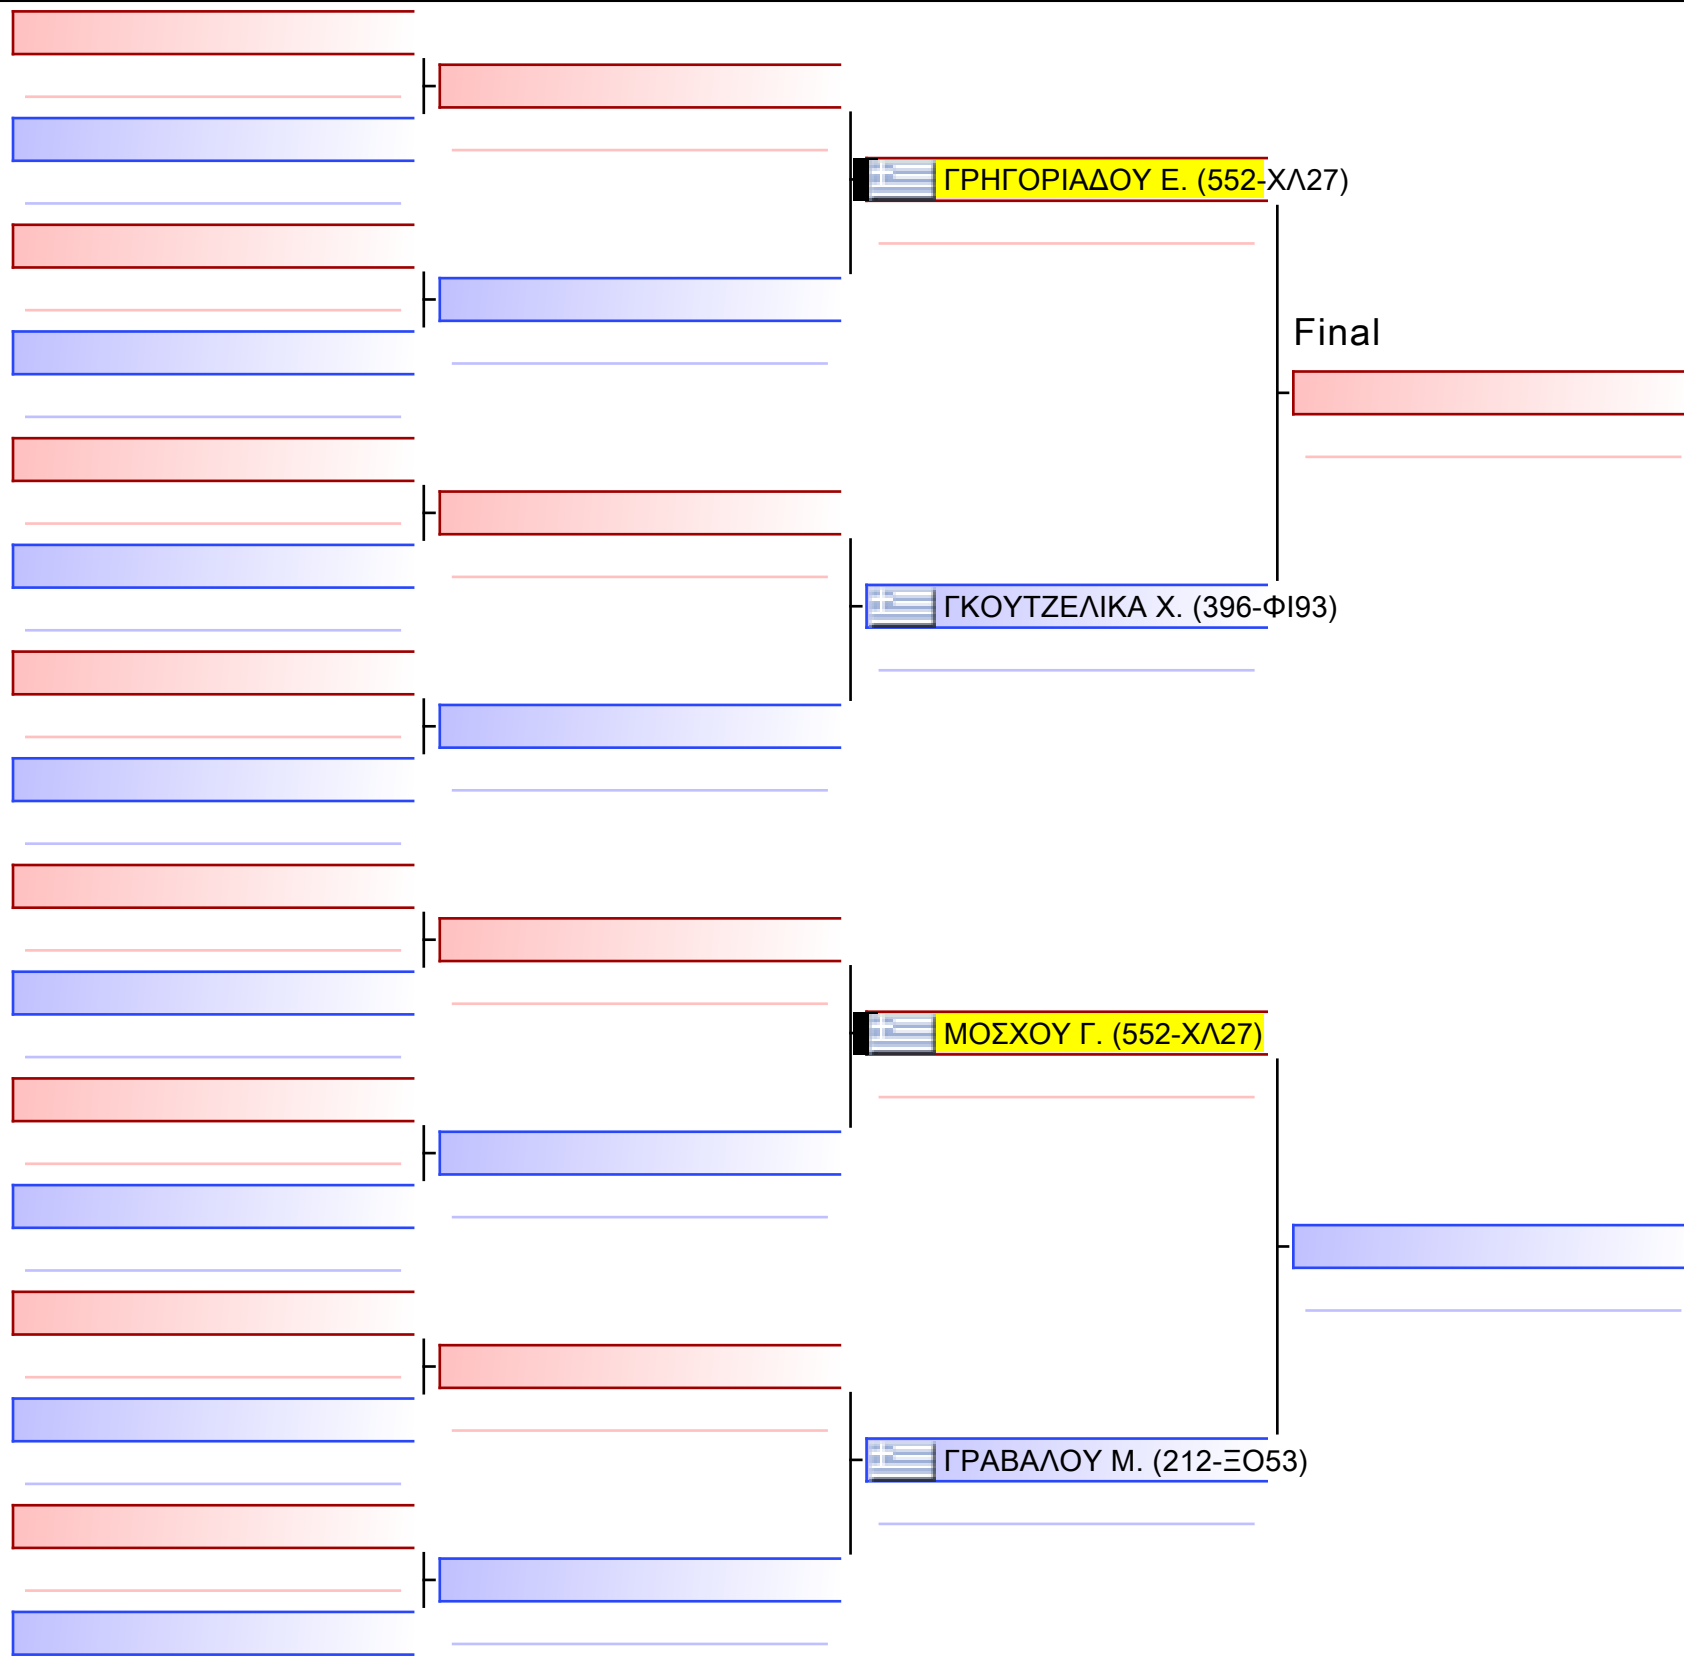 ΓΡΗΓΟΡΙΑΔΟΥ Ε. (552-ΧΛ27)
Final
ΓΚΟΥΤΖΕΛΙΚΑ Χ. (396-ΦΙ93)
ΜΟΣΧΟΥ Γ. (552-ΧΛ27)
ΓΡΑΒΑΛΟΥ Μ. (212-ΞΟ53)